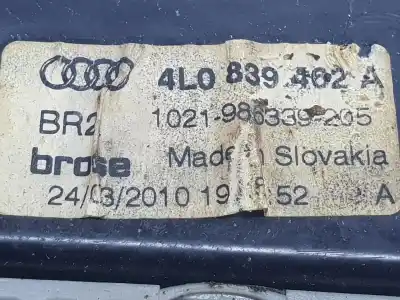 4L0 839 462 A
BR2 1021-986339-205
brose Made in Slovakia
24/03/2010 19 52 A